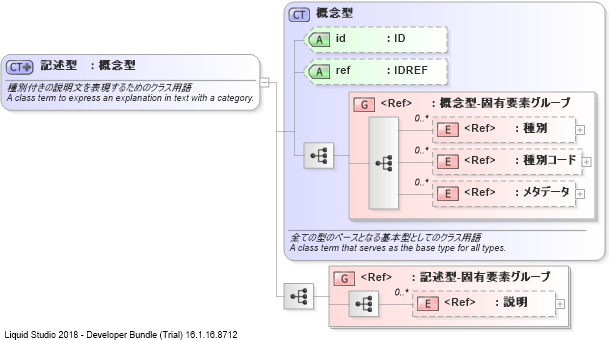 CT 概念型
A id : ID
A ref : IDREF
CT 記述型 : 概念型
種別付きの説明文を表現するためのクラス用語
A class term to express an explanation in text with a category.
G <Ref> : 概念型-固有要素グループ
0..*
E <Ref> : 種別
0..*
E <Ref> : 種別コード
0..*
E <Ref> : メタデータ
全ての型のベースとなる基本型としてのクラス用語
A class term that serves as the base type for all types.
G <Ref> : 記述型-固有要素グループ
0..*
E <Ref> : 説明
Liquid Studio 2018 - Developer Bundle (Trial) 16.1.16.8712